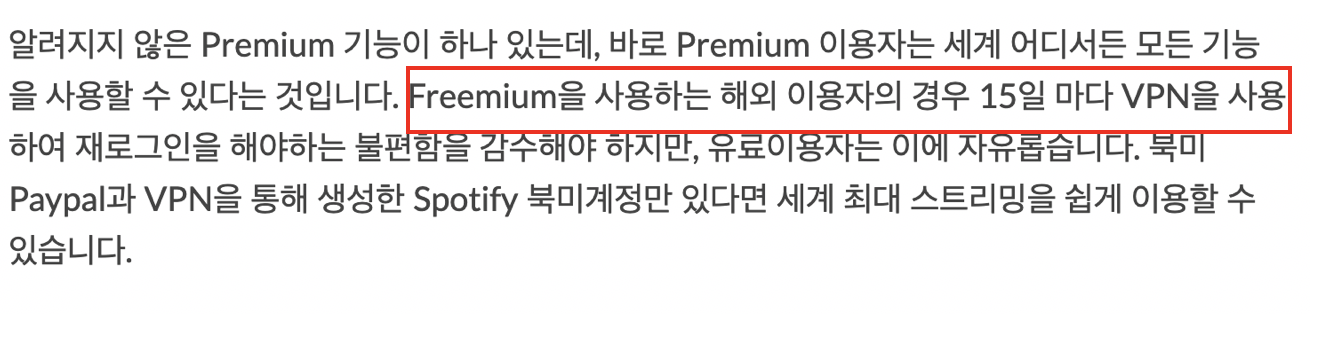 알려지지 않은 Premium 기능이 하나 있는데, 바로 Premium 이용자는 세계 어디서든 모든 기능
을 사용할 수 있다는 것입니다. Freemium을 사용하는 해외 이용자의 경우 15일 마다 VPN을 사용
하여 재로그인을 해야하는 불편함을 감수해야 하지만, 유료이용자는 이에 자유롭습니다. 북미
Paypal과 VPN을 통해 생성한 Spotify 북미계정만 있다면 세계 최대 스트리밍을 쉽게 이용할 수
있습니다.